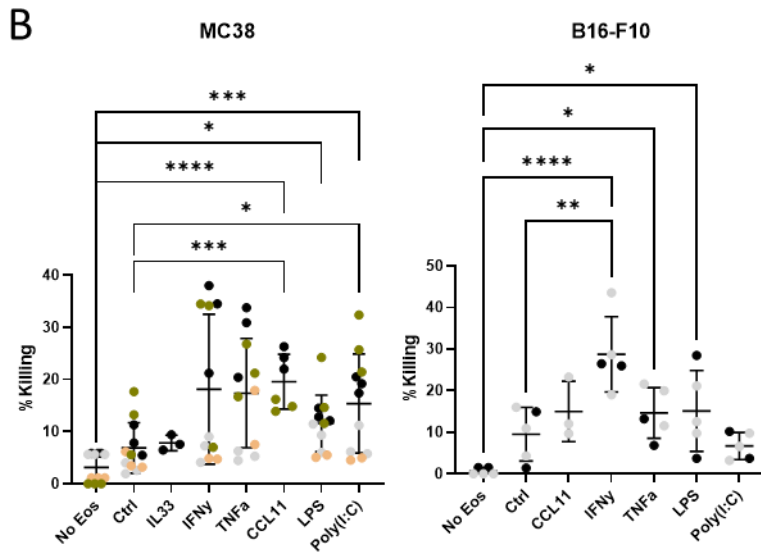 B
MC38
B16-F10
***
*
****
*
***
*
*
****
**
% Killing
40
30
20
10
0
No Eos
Ctrl
IL33
IFNy
TNFa
CCL11
LPS
Poly(I:C)
% Killing
50
40
30
20
10
0
No Eos
Ctrl
CCL11
IFNy
TNFa
LPS
Poly(I:C)